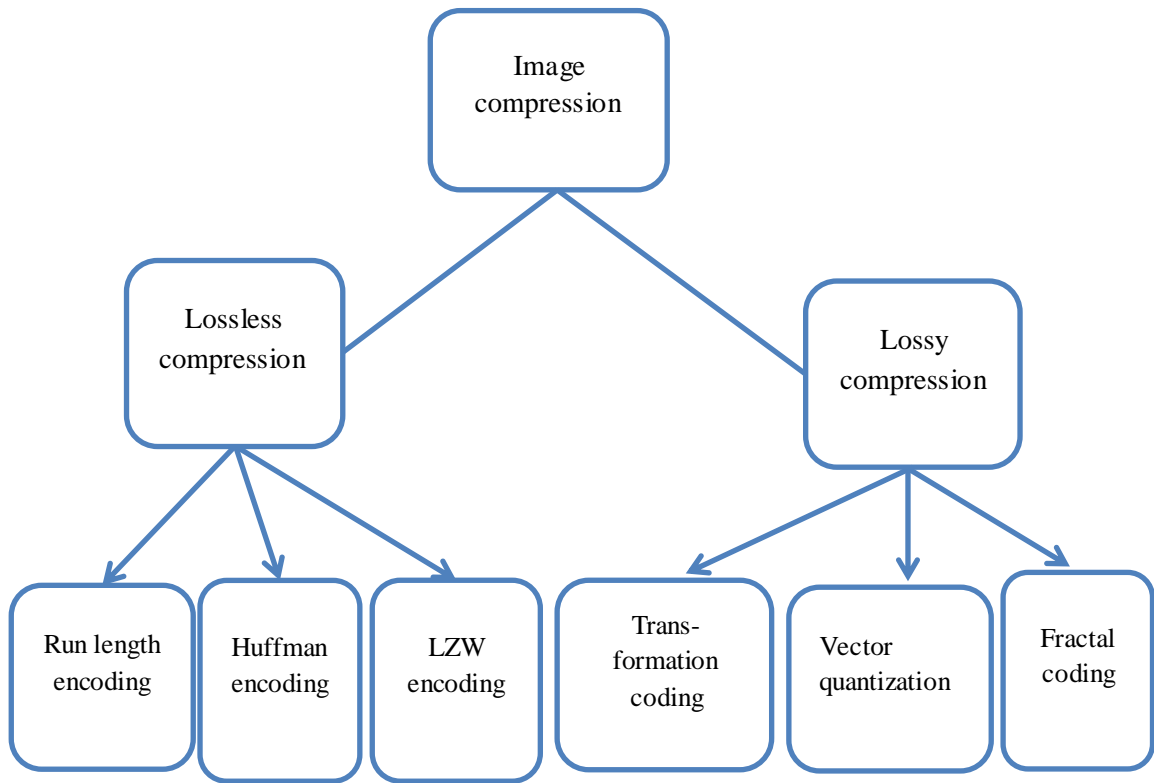 Image
compression
Lossless
compression
Lossy
compression
Run length
encoding
Huffman
encoding
LZW
encoding
Trans-
formation
coding
Vector
quantization
Fractal
coding